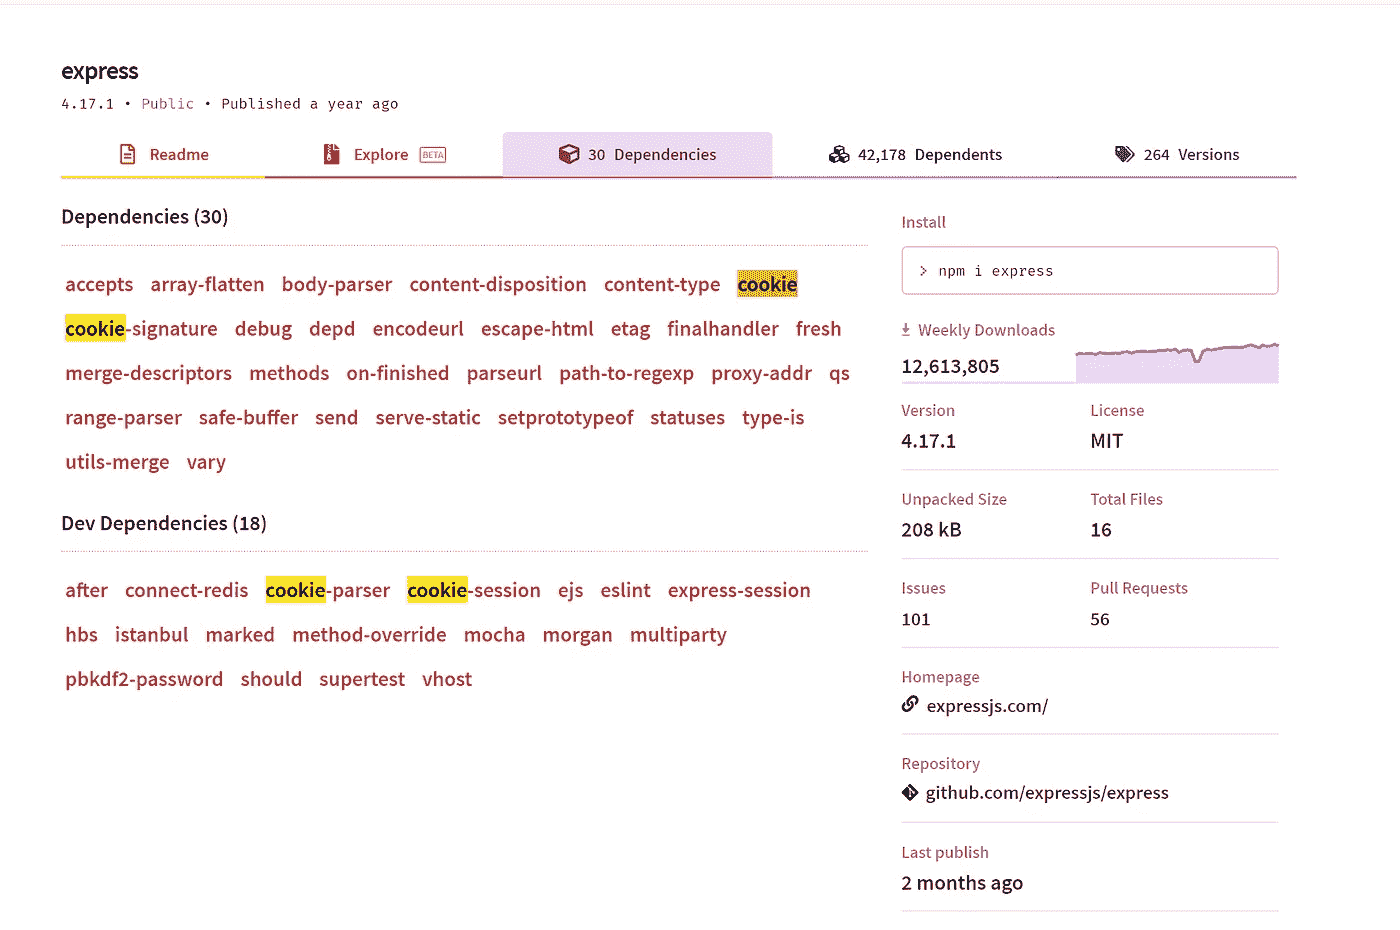 express
4.17.1 • Public • Published a year ago
Readme
Explore BETA
30 Dependencies
42,178 Dependents
264 Versions
Dependencies (30)
accepts array-flatten body-parser content-disposition content-type cookie
cookie-signature debug depd encodeurl escape-html etag finalhandler fresh
merge-descriptors methods on-finished parseurl path-to-regexp proxy-addr qs
range-parser safe-buffer send serve-static setprototypeof statuses type-is
utils-merge vary
Dev Dependencies (18)
after connect-redis cookie-parser cookie-session ejs eslint express-session
hbs istanbul marked method-override mocha morgan multiparty
pbkdf2-password should supertest vhost
Install
> npm i express
Weekly Downloads
12,613,805
Version License
4.17.1 MIT
Unpacked Size Total Files
208 kB 16
Issues Pull Requests
101 56
Homepage
expressjs.com/
Repository
github.com/expressjs/express
Last publish
2 months ago